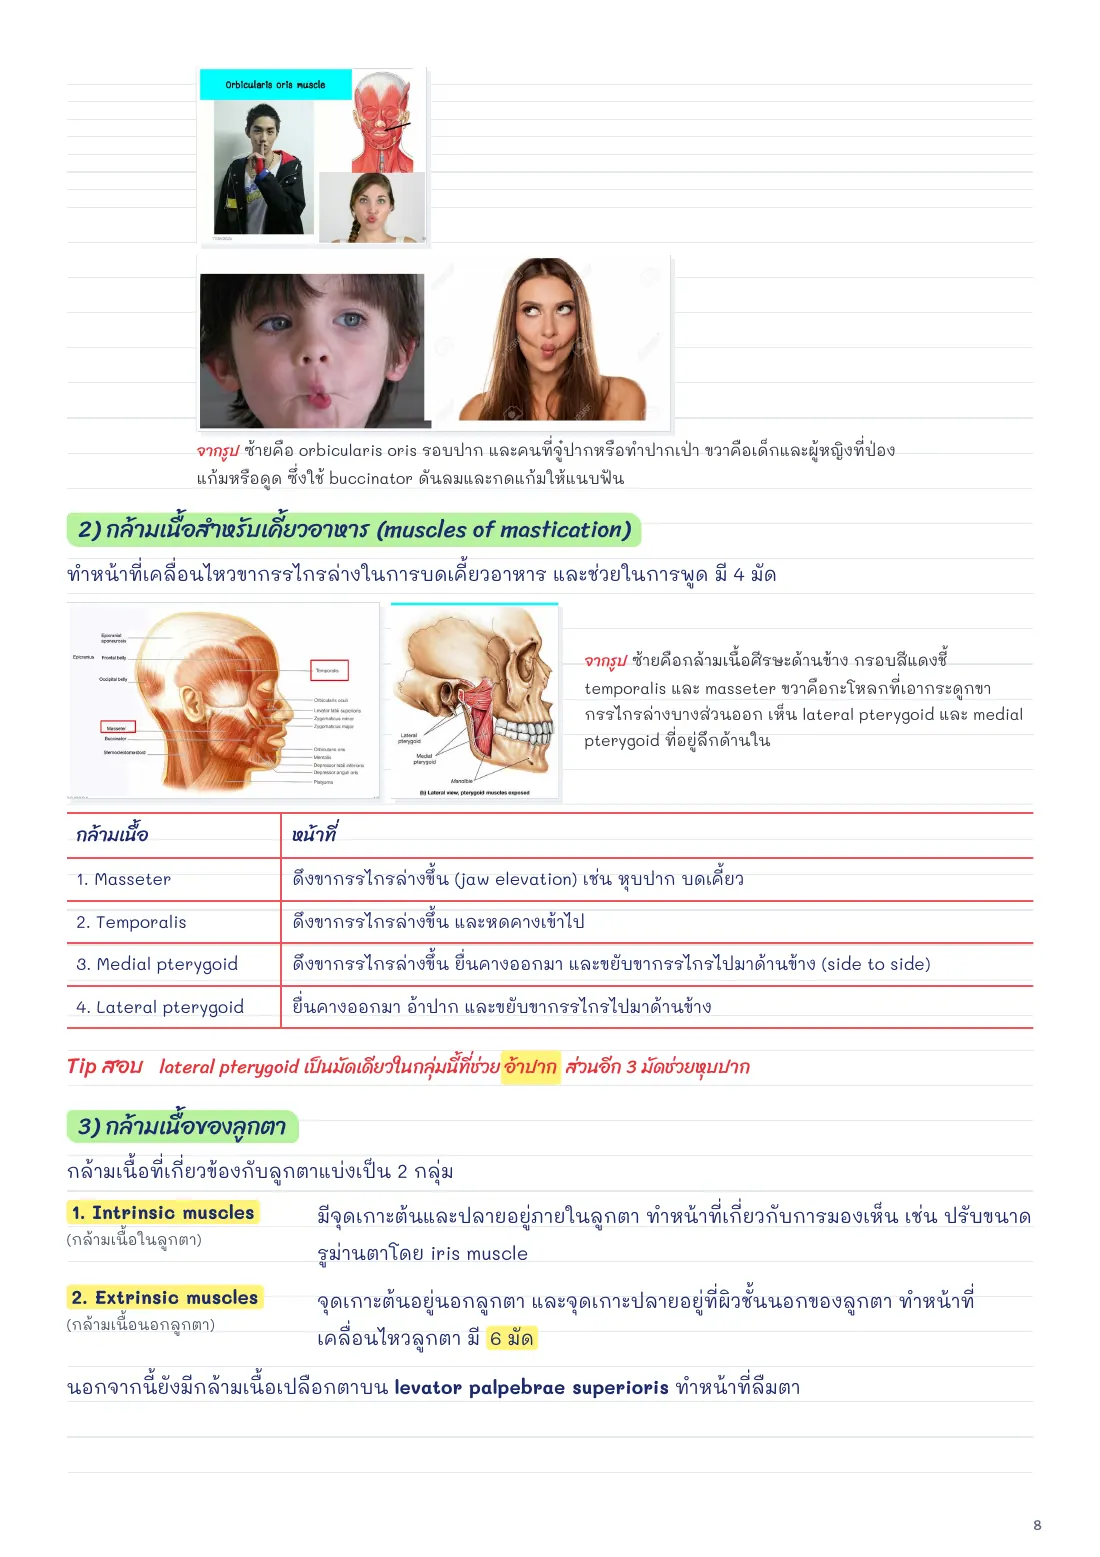 Orbicularis oris muscle
จากรูป ซ้ายคือ orbicularis oris รอบปาก และคนที่จู๋ปากหรือทำปากเป่า ขวาคือเด็กและผู้หญิงที่ป่อง
แก้มหรือดูด ซึ่งใช้ buccinator ดันลมและกดแก้มให้แนบฟัน
2) กล้ามเนื้อสำหรับเคี้ยวอาหาร (muscles of mastication)
ทำหน้าที่เคลื่อนไหวขากรรไกรล่างในการบดเคี้ยวอาหาร และช่วยในการพูด มี 4 มัด
Epicranial
aponeurosis
Epicranius
Frontal belly
Occipital belly
Masseter
Buccinator
Sternocleidomastoid
Temporalis
Orbicularis oculi
Levator labii superioris
Zygomaticus minor
Zygomaticus major
Orbicularis oris
Mentalis
Depressor labii inferioris
Depressor anguli oris
Platysma
Lateral
pterygoid
Medial
pterygoid
Mandible
(b) Lateral view, pterygoid muscles exposed
จากรูป ซ้ายคือกล้ามเนื้อศีรษะด้านข้าง กรอบสีแดงชี้
temporalis และ masseter ขวาคือกะโหลกที่เอากระดูกขา
กรรไกรล่างบางส่วนออก เห็น lateral pterygoid และ medial
pterygoid ที่อยู่ลึกด้านใน
กล้ามเนื้อ หน้าที่
1. Masseter ดึงขากรรไกรล่างขึ้น (jaw elevation) เช่น หุบปาก บดเคี้ยว
2. Temporalis ดึงขากรรไกรล่างขึ้น และหดคางเข้าไป
3. Medial pterygoid ดึงขากรรไกรล่างขึ้น ยื่นคางออกมา และขยับขากรรไกรไปมาด้านข้าง (side to side)
4. Lateral pterygoid ยื่นคางออกมา อ้าปาก และขยับขากรรไกรไปมาด้านข้าง
Tip สอบ lateral pterygoid เป็นมัดเดียวในกลุ่มนี้ที่ช่วย อ้าปาก ส่วนอีก 3 มัดช่วยหุบปาก
3) กล้ามเนื้อของลูกตา
กล้ามเนื้อที่เกี่ยวข้องกับลูกตาแบ่งเป็น 2 กลุ่ม
1. Intrinsic muscles
(กล้ามเนื้อในลูกตา)
มีจุดเกาะต้นและปลายอยู่ภายในลูกตา ทำหน้าที่เกี่ยวกับการมองเห็น เช่น ปรับขนาด
รูม่านตาโดย iris muscle
2. Extrinsic muscles
(กล้ามเนื้อนอกลูกตา)
จุดเกาะต้นอยู่นอกลูกตา และจุดเกาะปลายอยู่ที่ผิวชั้นนอกของลูกตา ทำหน้าที่
เคลื่อนไหวลูกตา มี 6 มัด
นอกจากนี้ยังมีกล้ามเนื้อเปลือกตาบน levator palpebrae superioris ทำหน้าที่ลืมตา
8